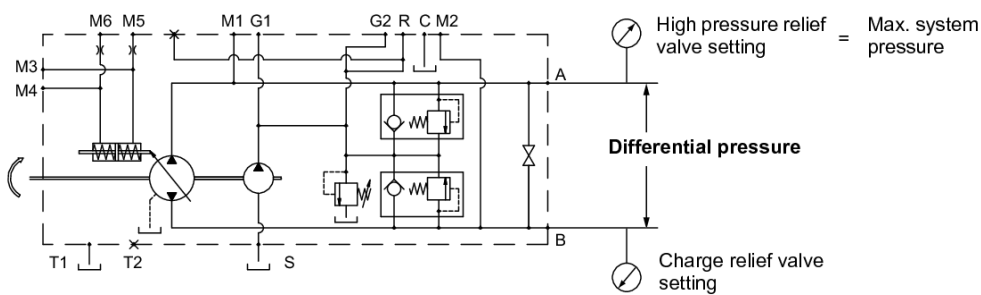 M6 M5 M1 G1 G2 R C M2
High pressure relief = Max. system
valve setting pressure
M3
A
M4
Differential pressure
B
T1 T2 S
Charge relief valve
setting